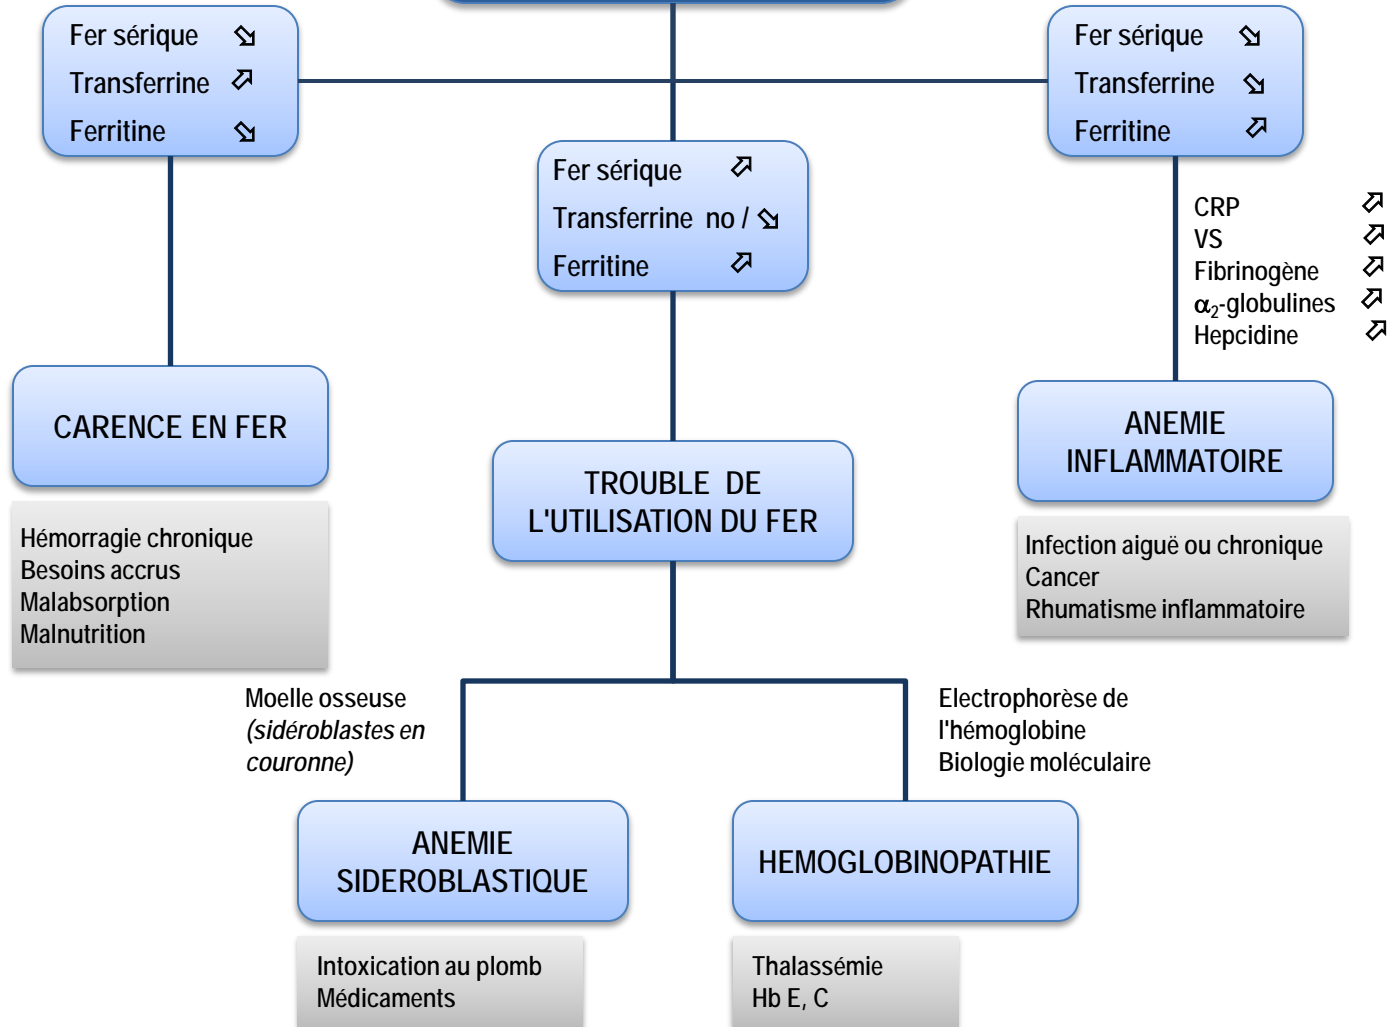 Fer sérique ⬂
Transferrine ⬀
Ferritine ⬂
Fer sérique ⬀
Transferrine no / ⬂
Ferritine ⬀
Fer sérique ⬂
Transferrine ⬂
Ferritine ⬀
CRP ⬀
VS ⬀
Fibrinogène ⬀
α₂-globulines ⬀
Hepcidine ⬀
CARENCE EN FER
Hémorragie chronique
Besoins accrus
Malabsorption
Malnutrition
TROUBLE DE
L'UTILISATION DU FER
ANEMIE
INFLAMMATOIRE
Infection aiguë ou chronique
Cancer
Rhumatisme inflammatoire
Moelle osseuse
(sidéroblastes en
couronne)
Electrophorèse de
l'hémoglobine
Biologie moléculaire
ANEMIE
SIDEROBLASTIQUE
Intoxication au plomb
Médicaments
HEMOGLOBINOPATHIE
Thalassémie
Hb E, C